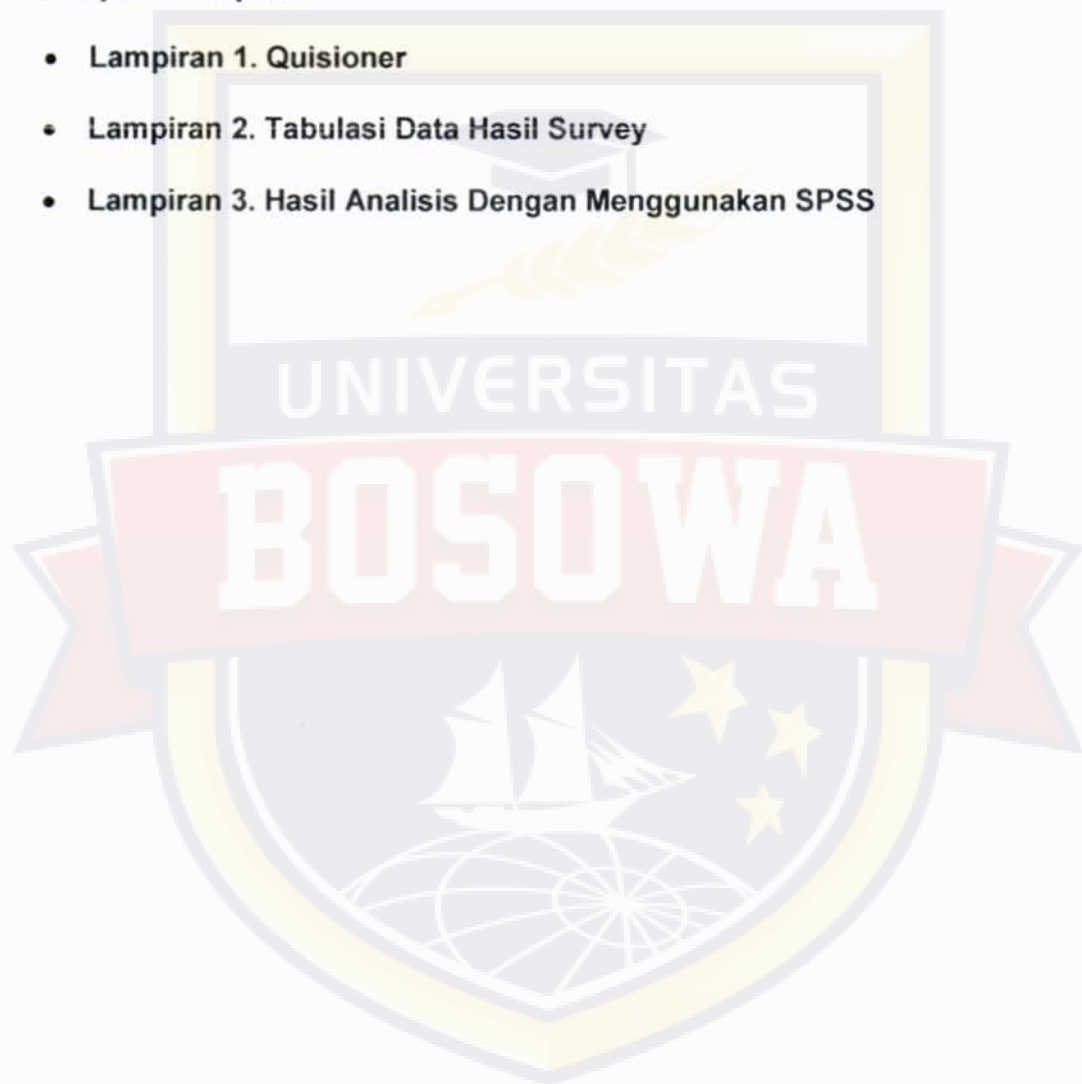 • Lampiran 1. Quisioner
• Lampiran 2. Tabulasi Data Hasil Survey
• Lampiran 3. Hasil Analisis Dengan Menggunakan SPSS
UNIVERSITAS
BOSOWA